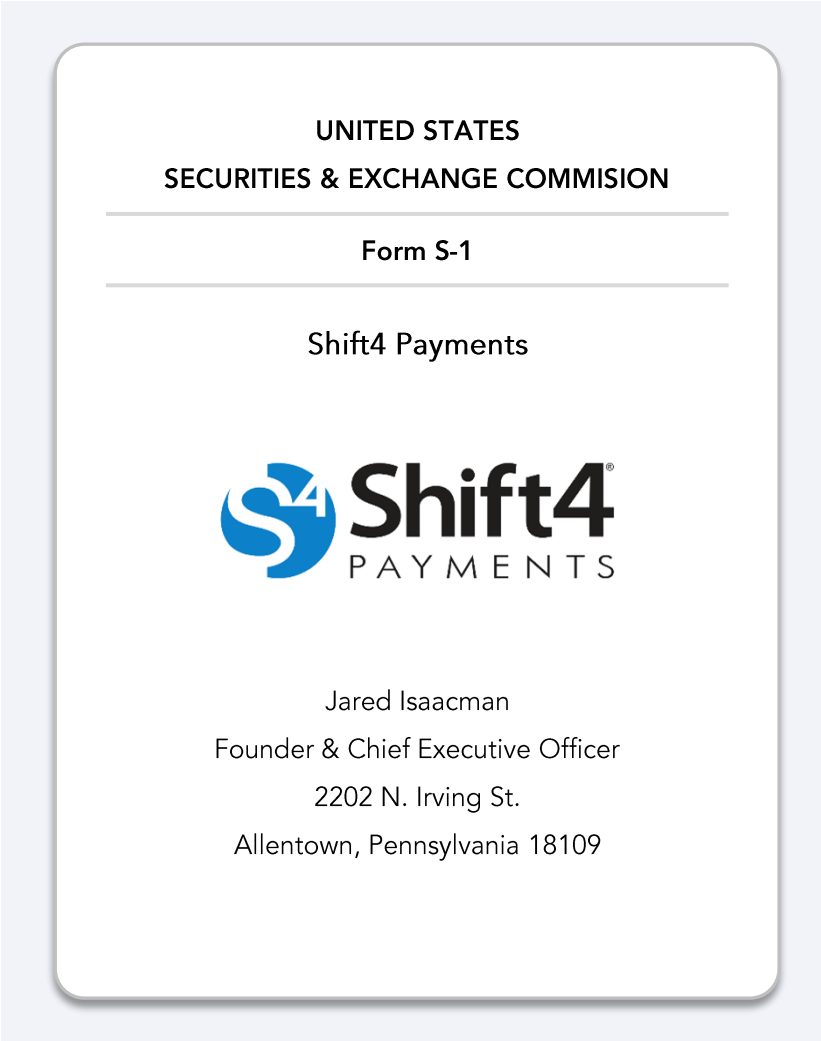 UNITED STATES
SECURITIES & EXCHANGE COMMISION
Form S-1
Shift4 Payments
S4 Shift4®
PAYMENTS
Jared Isaacman
Founder & Chief Executive Officer
2202 N. Irving St.
Allentown, Pennsylvania 18109